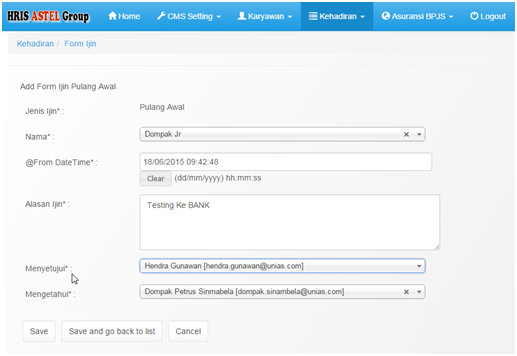 HRIS ASTEL Group Home CMS Setting Karyawan Kehadiran Asuransi BPJS Logout
Kehadiran / Form Ijin
Add Form Ijin Pulang Awal
Jenis Ijin* : Pulang Awal
Nama* : Dompak Jr
@From DateTime* : 18/06/2015 09:42:48
Clear (dd/mm/yyyy) hh:mm:ss
Alasan Ijin* : Testing Ke BANK
Menyetujui* : Hendra Gunawan [hendra.gunawan@unias.com]
Mengetahui* : Dompak Petrus Sinmabela [dompak.sinambela@unias.com]
Save Save and go back to list Cancel